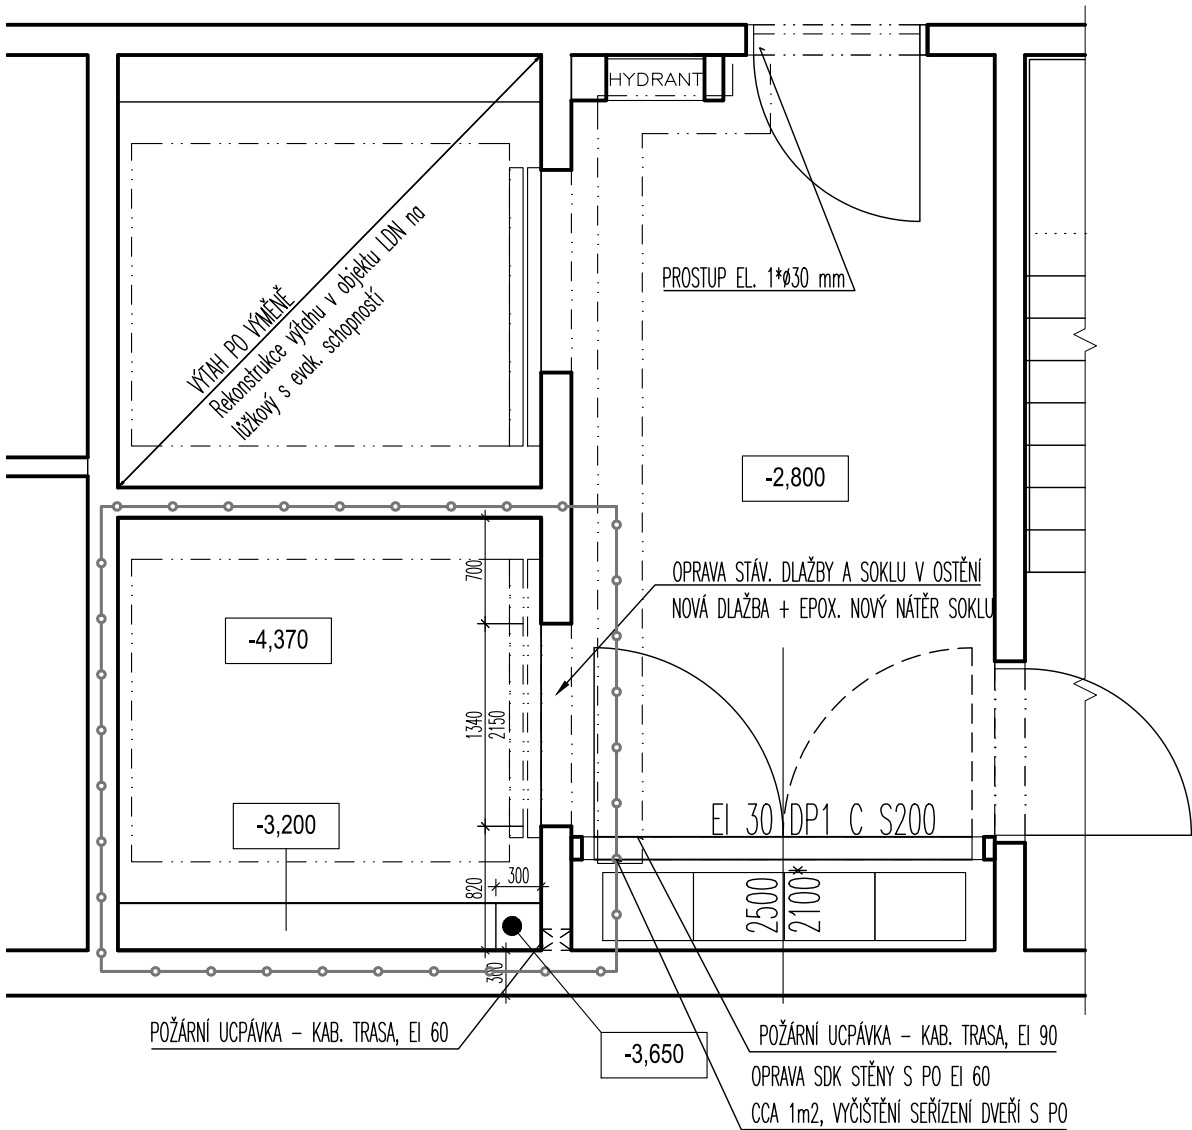 HYDRANT
PROSTUP EL. 1*ø30 mm
VÝTAH PO VÝMĚNĚ
Rekonstrukce výtahu v objektu LDN na
lůžkový s evak. schopností
-2,800
OPRAVA STÁV. DLAŽBY A SOKLU V OSTĚNÍ
NOVÁ DLAŽBA + EPOX. NOVÝ NÁTĚR SOKLU
700
-4,370
1340
2150
-3,200
EI 30 DP1 C S200
820
300
2500
2100*
300
POŽÁRNÍ UCPÁVKA – KAB. TRASA, EI 60
-3,650
POŽÁRNÍ UCPÁVKA – KAB. TRASA, EI 90
OPRAVA SDK STĚNY S PO EI 60
CCA 1m2, VYČIŠTĚNÍ SEŘÍZENÍ DVEŘÍ S PO